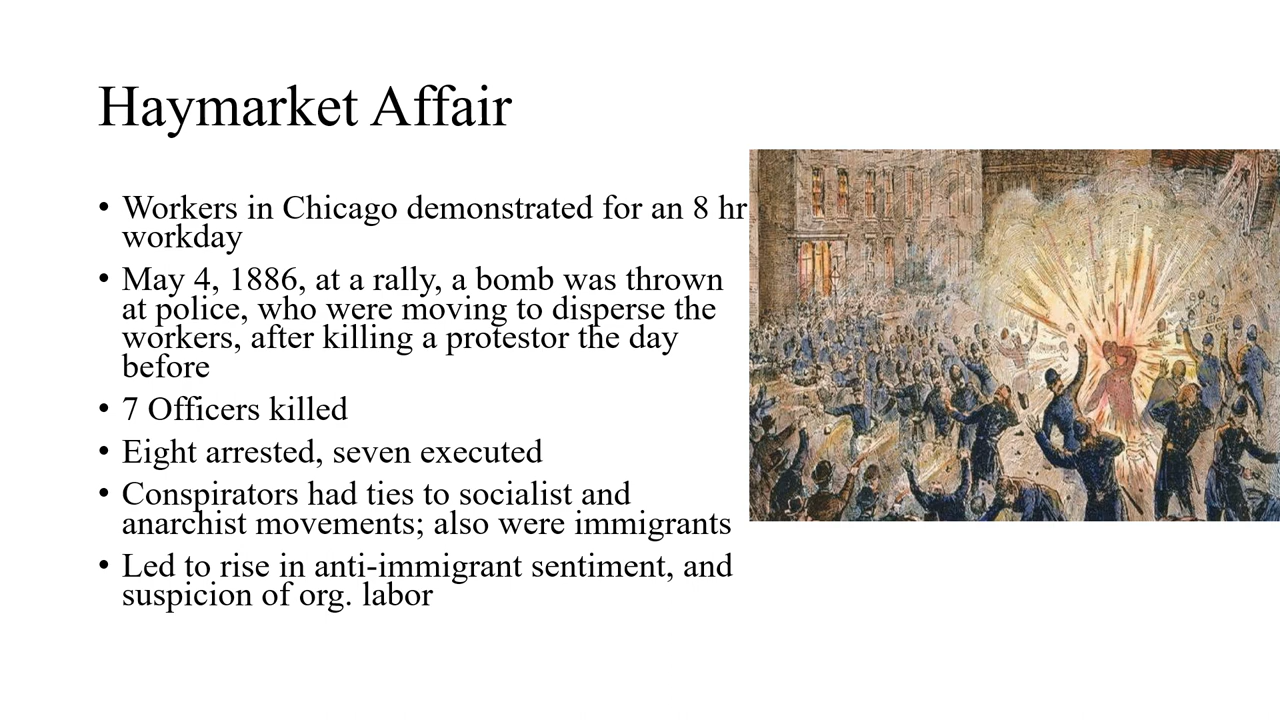 Haymarket Affair
• Workers in Chicago demonstrated for an 8 hr
workday
• May 4, 1886, at a rally, a bomb was thrown
at police, who were moving to disperse the
workers, after killing a protestor the day
before
• 7 Officers killed
• Eight arrested, seven executed
• Conspirators had ties to socialist and
anarchist movements; also were immigrants
• Led to rise in anti-immigrant sentiment, and
suspicion of org. labor